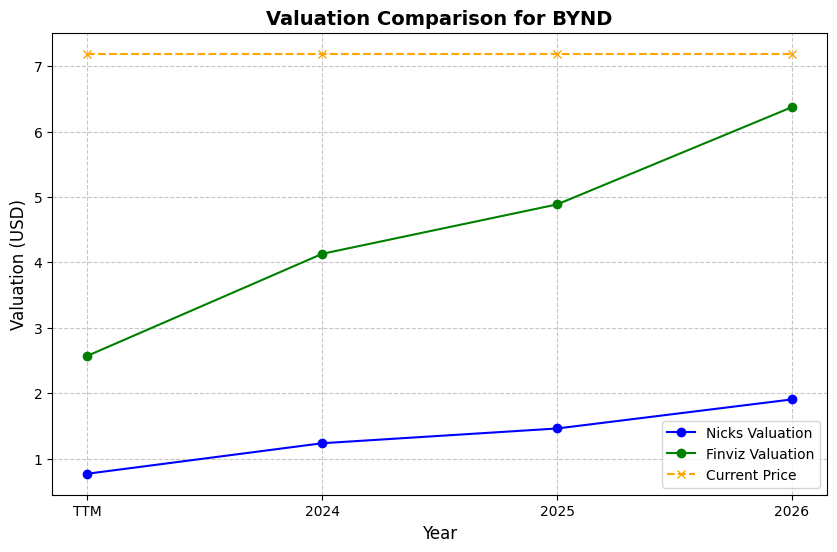 Valuation Comparison for BYND
Valuation (USD)
7
6
5
4
3
2
1
TTM
2024
2025
2026
Year
Nicks Valuation
Finviz Valuation
Current Price